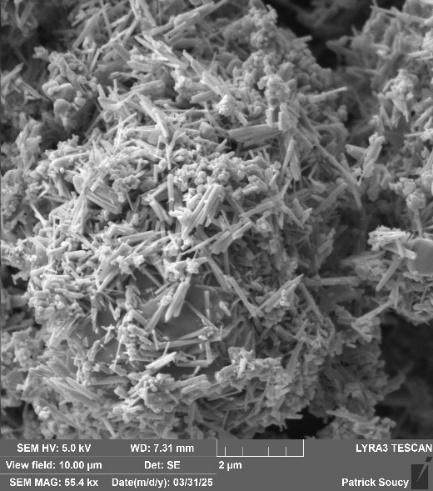 SEM HV: 5.0 kV WD: 7.31 mm LYRA3 TESCAN
View field: 10.00 µm Det: SE 2 µm
SEM MAG: 55.4 kx Date(m/d/y): 03/31/25 Patrick Soucy